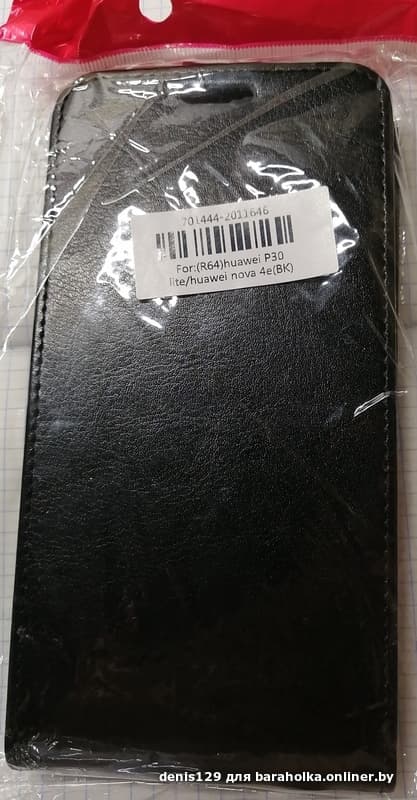 701444-2011646
For:(R64)huawei P30
lite/huawei nova 4e(BK)
denis129 для baraholka.onliner.by